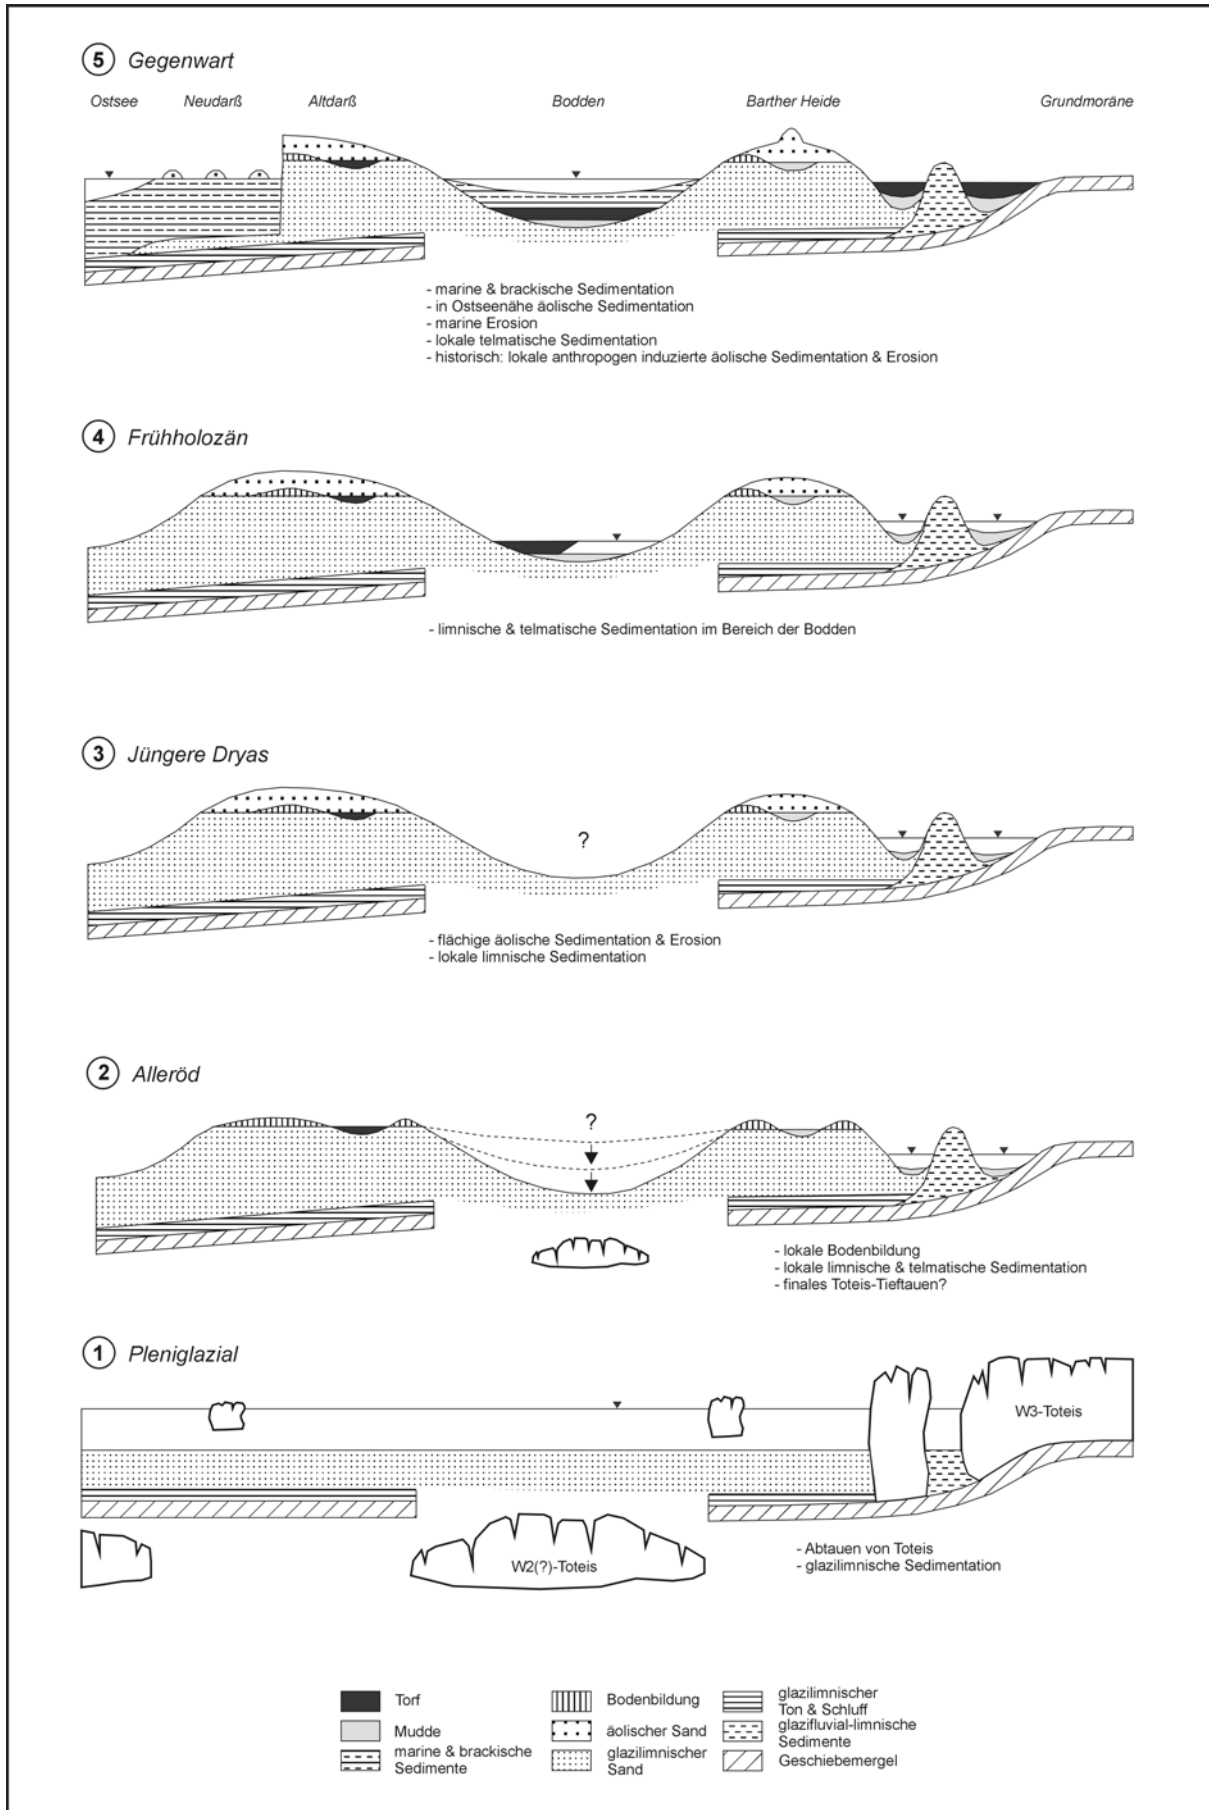 5 Gegenwart
Ostsee Neudarß Altdarß Bodden Barther Heide Grundmoräne
- marine & brackische Sedimentation
- in Ostseenähe äolische Sedimentation
- marine Erosion
- lokale telmatische Sedimentation
- historisch: lokale anthropogen induzierte äolische Sedimentation & Erosion
4 Frühholozän
- limnische & telmatische Sedimentation im Bereich der Bodden
3 Jüngere Dryas
?
- flächige äolische Sedimentation & Erosion
- lokale limnische Sedimentation
2 Alleröd
?
- lokale Bodenbildung
- lokale limnische & telmatische Sedimentation
- finales Toteis-Tieftauen?
1 Pleniglazial
W3-Toteis
W2(?)-Toteis
- Abtauen von Toteis
- glazilimnische Sedimentation
Torf
Mudde
marine & brackische
Sedimente
Bodenbildung
äolischer Sand
glazilimnischer
Sand
glazilimnischer
Ton & Schluff
glazifluvial-limnische
Sedimente
Geschiebemergel